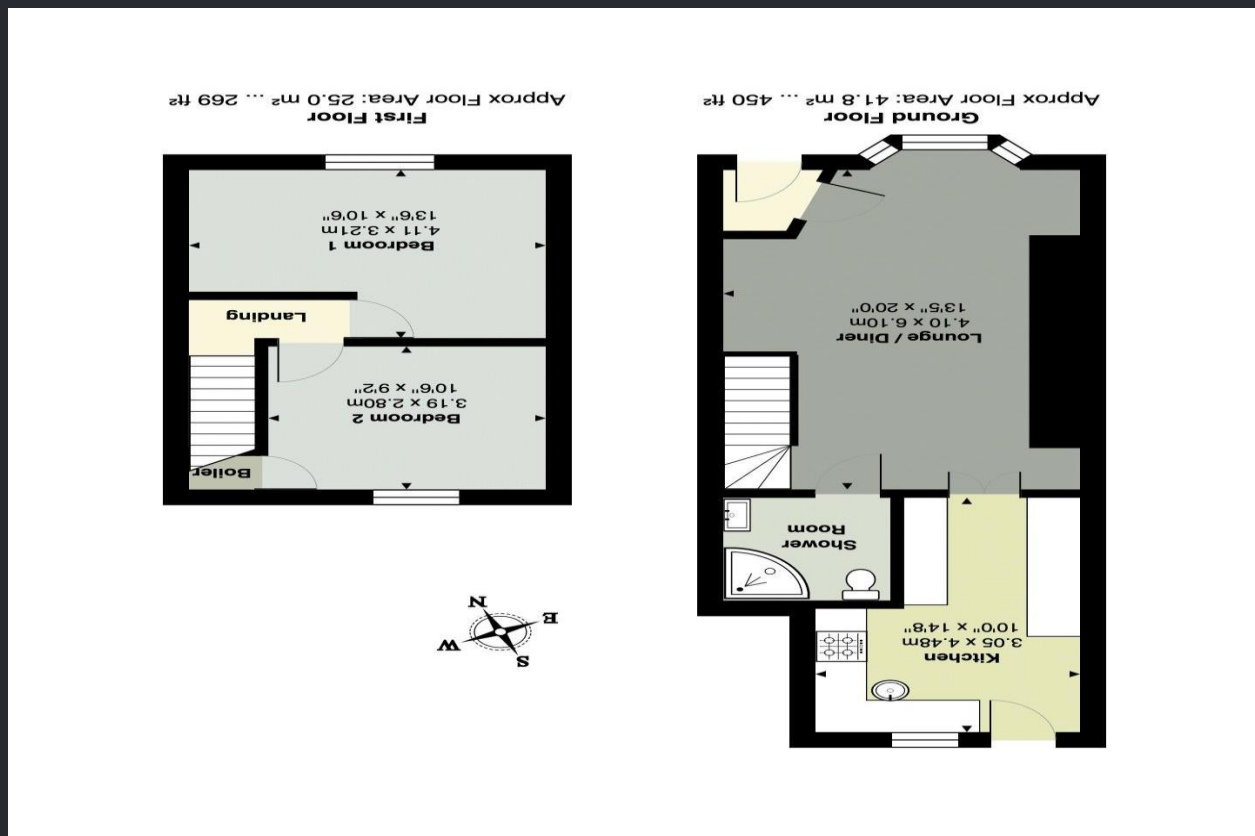 Kitchen
3.05 x 4.48m
10'0" x 14'8"
Shower
Room
Lounge / Diner
4.10 x 6.10m
13'5" x 20'0"
Ground Floor
Approx Floor Area: 41.8 m² ... 450 ft²
S
W
E
N
Boiler
Bedroom 2
3.19 x 2.80m
10'6" x 9'2"
Landing
Bedroom 1
4.11 x 3.21m
13'6" x 10'6"
First Floor
Approx Floor Area: 25.0 m² ... 269 ft²